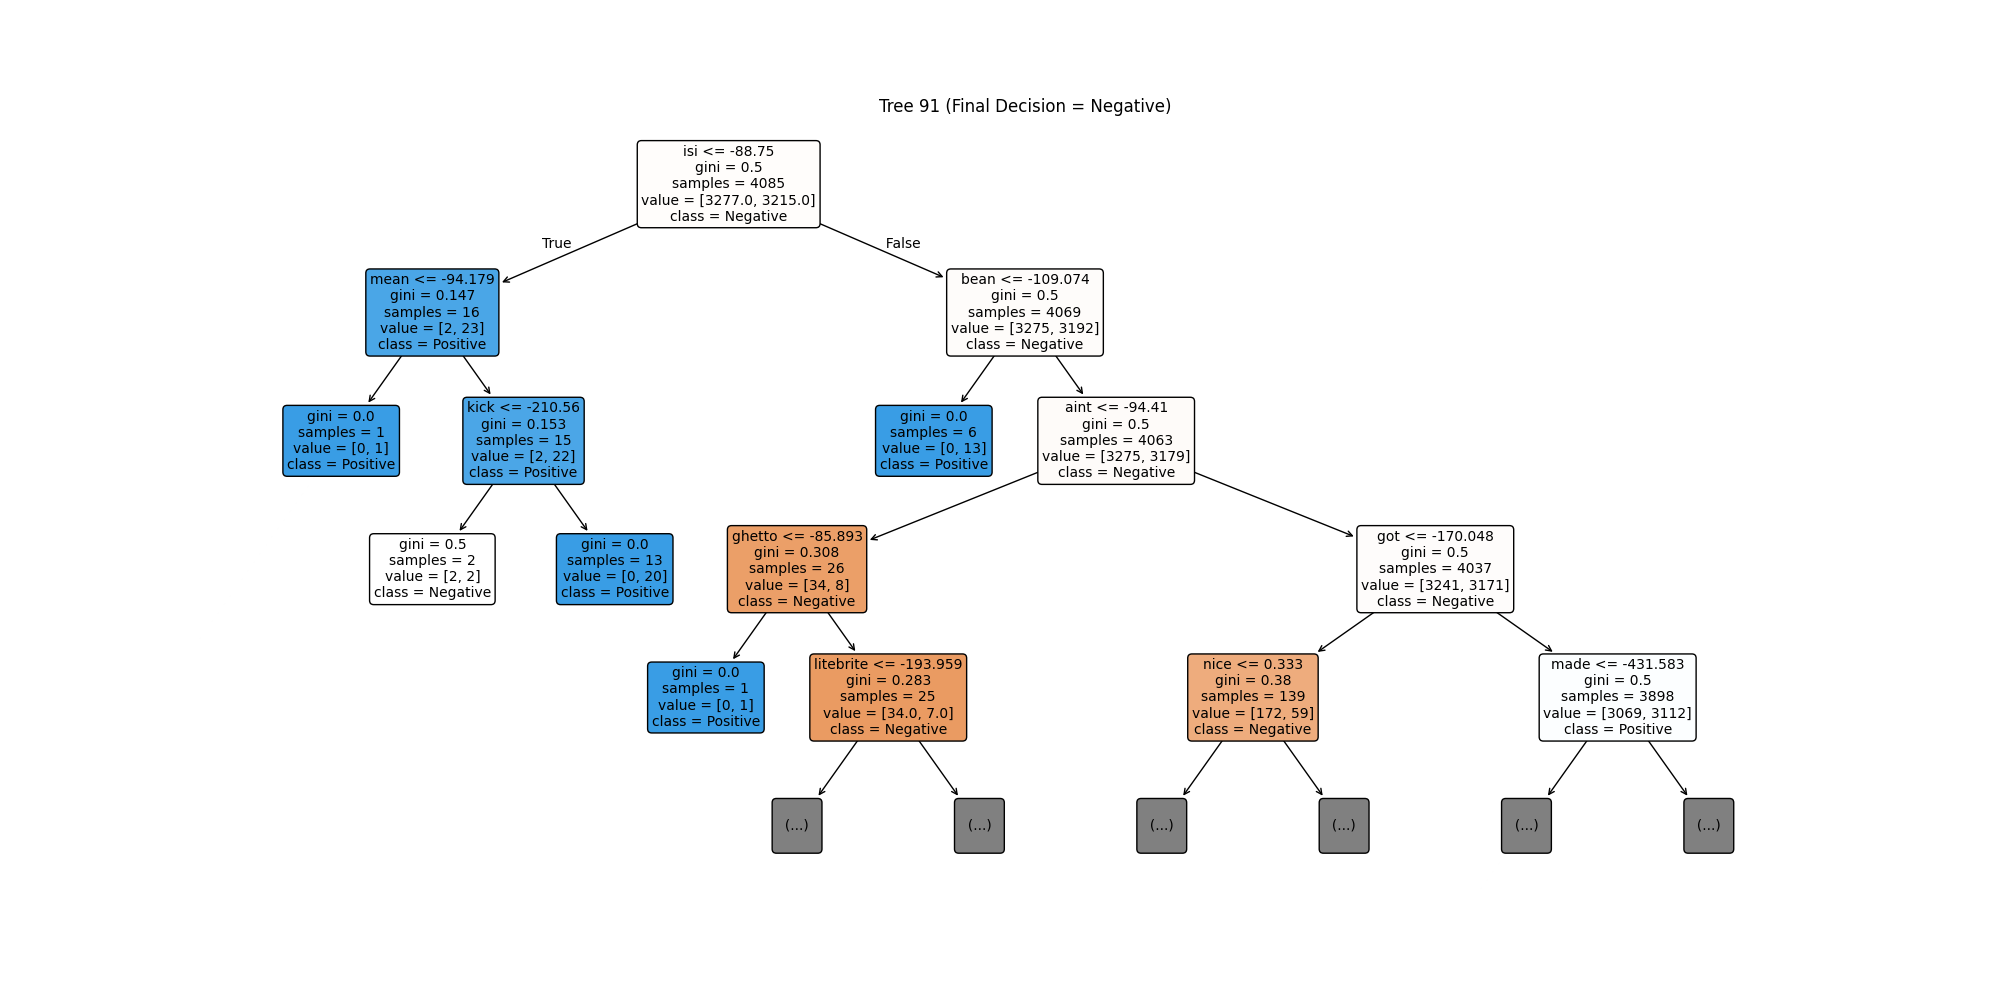 Tree 91 (Final Decision = Negative)
isi <= -88.75
gini = 0.5
samples = 4085
value = [3277.0, 3215.0]
class = Negative
True
False
mean <= -94.179
gini = 0.147
samples = 16
value = [2, 23]
class = Positive
bean <= -109.074
gini = 0.5
samples = 4069
value = [3275, 3192]
class = Negative
gini = 0.0
samples = 1
value = [0, 1]
class = Positive
kick <= -210.56
gini = 0.153
samples = 15
value = [2, 22]
class = Positive
gini = 0.0
samples = 6
value = [0, 13]
class = Positive
aint <= -94.41
gini = 0.5
samples = 4063
value = [3275, 3179]
class = Negative
gini = 0.5
samples = 2
value = [2, 2]
class = Negative
gini = 0.0
samples = 13
value = [0, 20]
class = Positive
ghetto <= -85.893
gini = 0.308
samples = 26
value = [34, 8]
class = Negative
got <= -170.048
gini = 0.5
samples = 4037
value = [3241, 3171]
class = Negative
gini = 0.0
samples = 1
value = [0, 1]
class = Positive
litebrite <= -193.959
gini = 0.283
samples = 25
value = [34.0, 7.0]
class = Negative
nice <= 0.333
gini = 0.38
samples = 139
value = [172, 59]
class = Negative
made <= -431.583
gini = 0.5
samples = 3898
value = [3069, 3112]
class = Positive
(...)
(...)
(...)
(...)
(...)
(...)